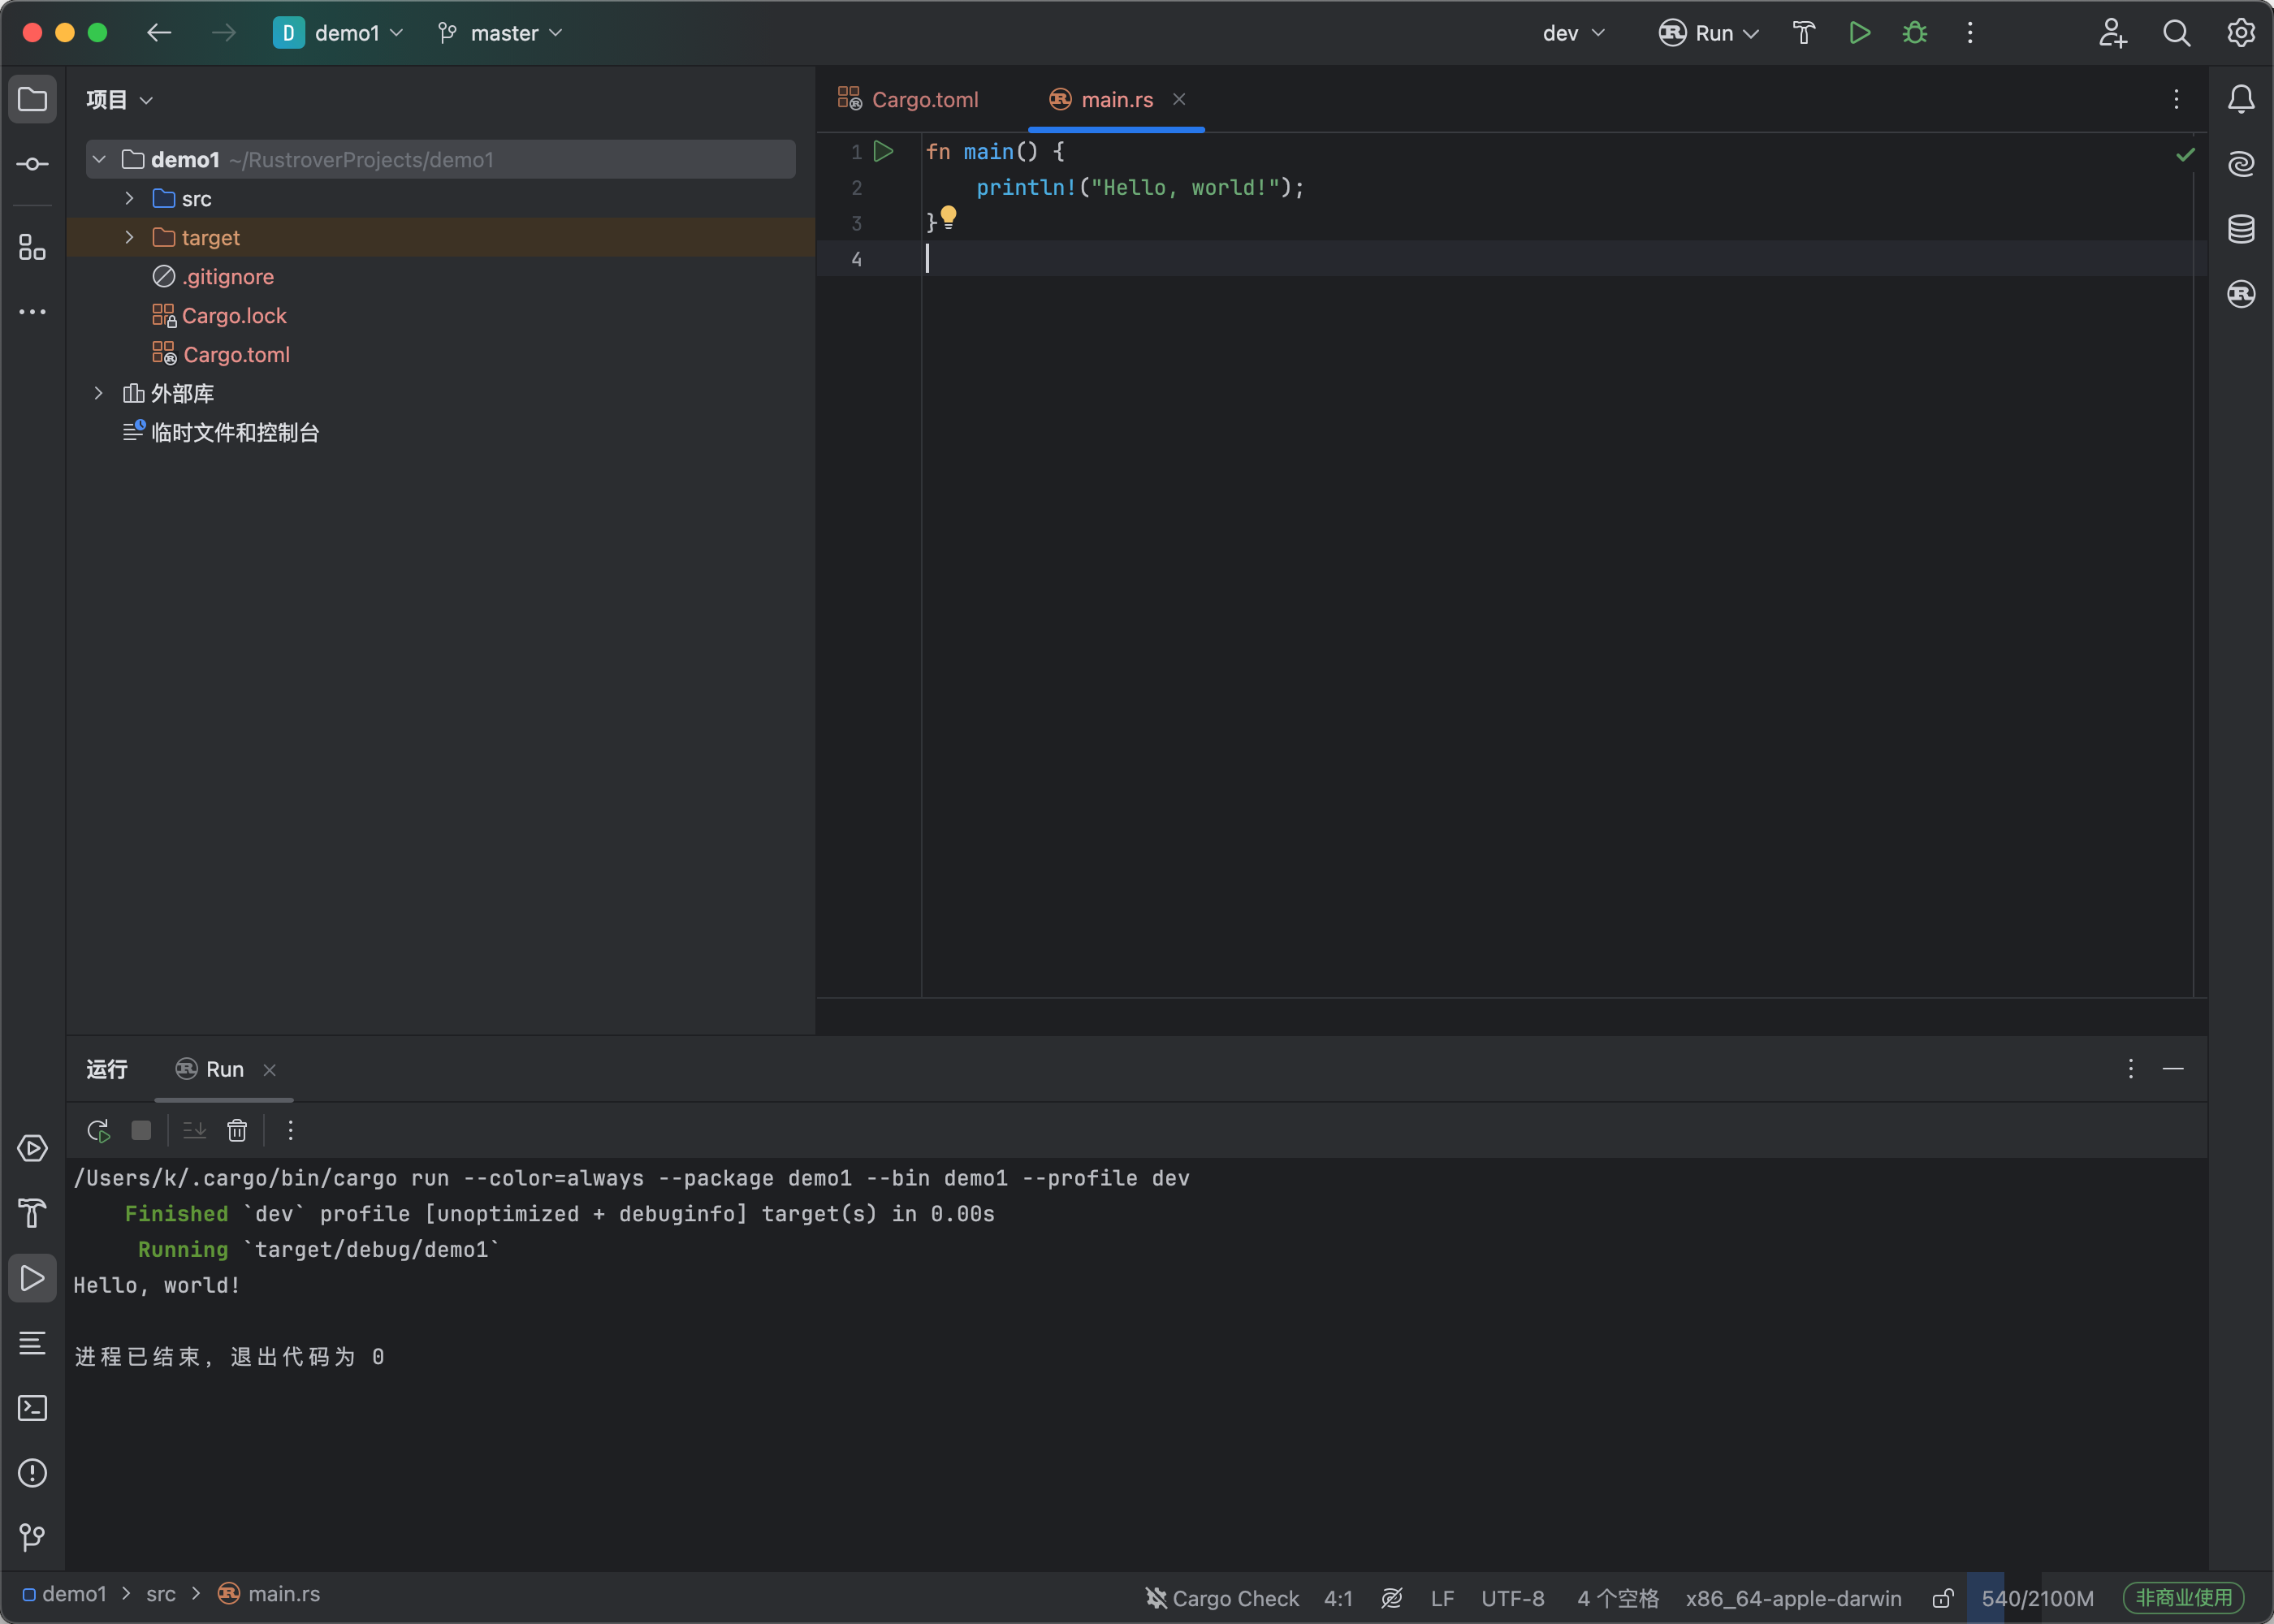 D demo1 master dev Run
项目
Cargo.toml main.rs
demo1 ~/RustroverProjects/demo1
src
target
.gitignore
Cargo.lock
Cargo.toml
外部库
临时文件和控制台
1 fn main() {
2 println!("Hello, world!");
3 }
4
运行 Run
/Users/k/.cargo/bin/cargo run --color=always --package demo1 --bin demo1 --profile dev
Finished `dev` profile [unoptimized + debuginfo] target(s) in 0.00s
Running `target/debug/demo1`
Hello, world!
进程已结束，退出代码为 0
demo1 src main.rs Cargo Check 4:1 LF UTF-8 4 个空格 x86_64-apple-darwin 540/2100M 非商业使用